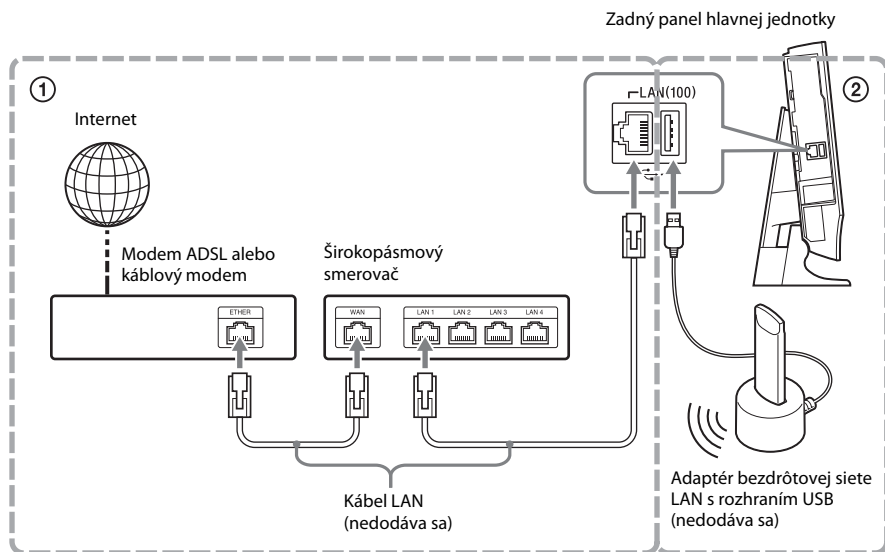 Zadný panel hlavnej jednotky
①
②
LAN(100)
Internet
Modem ADSL alebo
káblový modem
Širokopásmový
smerovač
ETHER
WAN
LAN 1
LAN 2
LAN 3
LAN 4
Kábel LAN
(nedodáva sa)
Adaptér bezdrôtovej siete
LAN s rozhraním USB
(nedodáva sa)